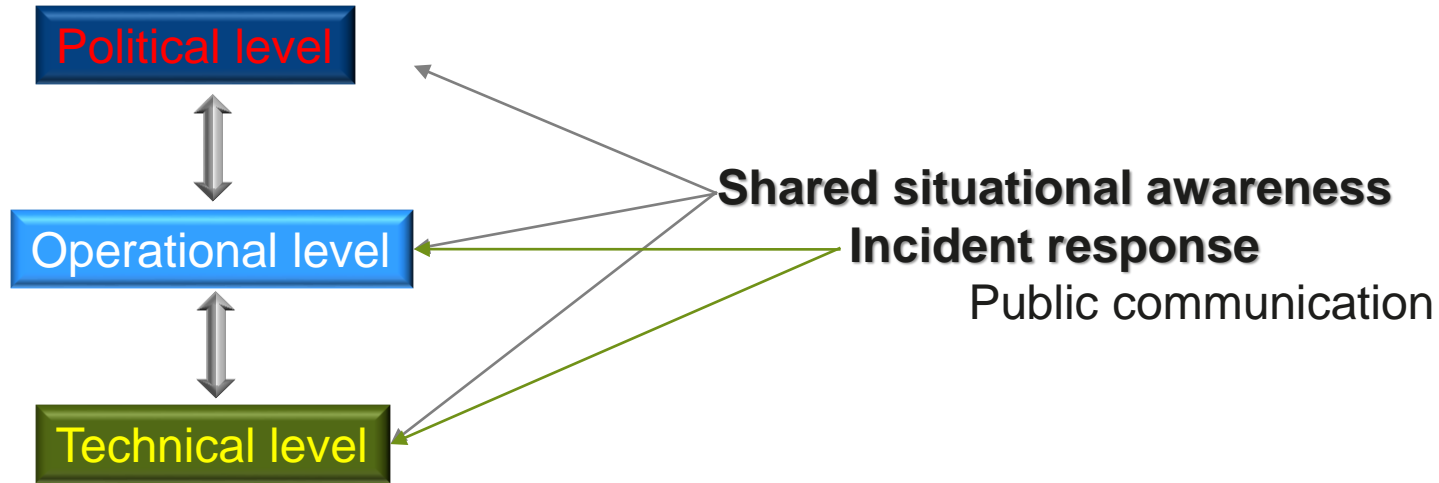 Political level
Shared situational awareness
Operational level
Incident response
Public communication
Technical level